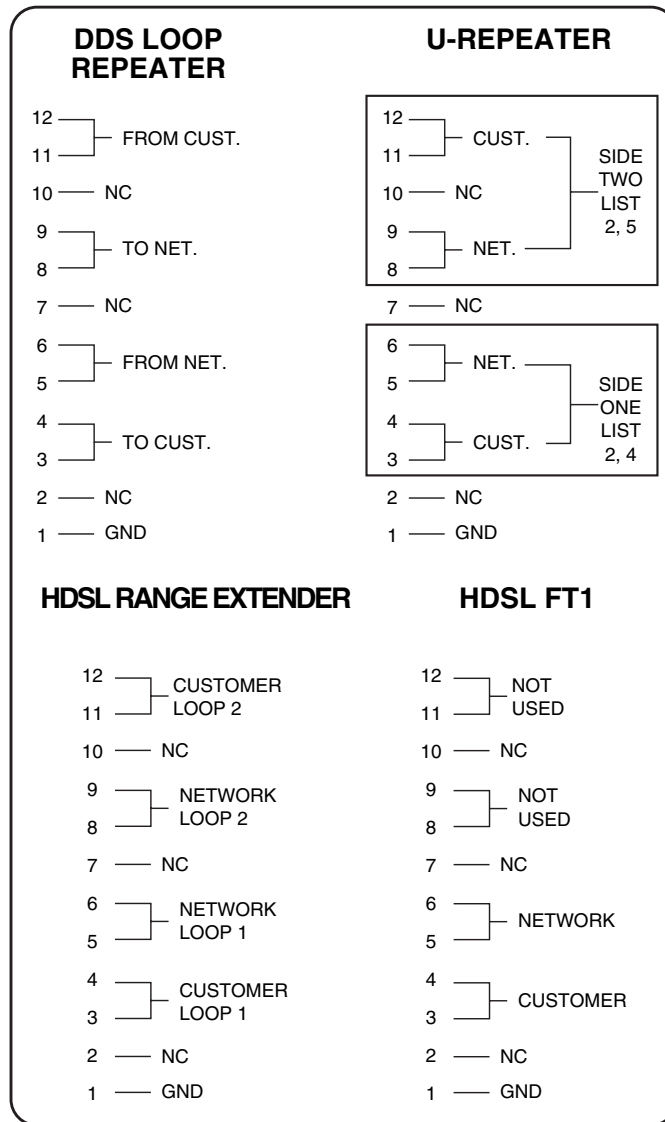 DDS LOOP
REPEATER
12
11
FROM CUST.
10
NC
9
8
TO NET.
7
NC
6
5
FROM NET.
4
3
TO CUST.
2
NC
1
GND
U-REPEATER
12
11
CUST.
10
NC
9
8
NET.
SIDE
TWO
LIST
2, 5
7
NC
6
5
NET.
4
3
CUST.
SIDE
ONE
LIST
2, 4
2
NC
1
GND
HDSL RANGE EXTENDER
12
11
CUSTOMER
LOOP 2
10
NC
9
8
NETWORK
LOOP 2
7
NC
6
5
NETWORK
LOOP 1
4
3
CUSTOMER
LOOP 1
2
NC
1
GND
HDSL FT1
12
11
NOT
USED
10
NC
9
8
NOT
USED
7
NC
6
5
NETWORK
4
3
CUSTOMER
2
NC
1
GND